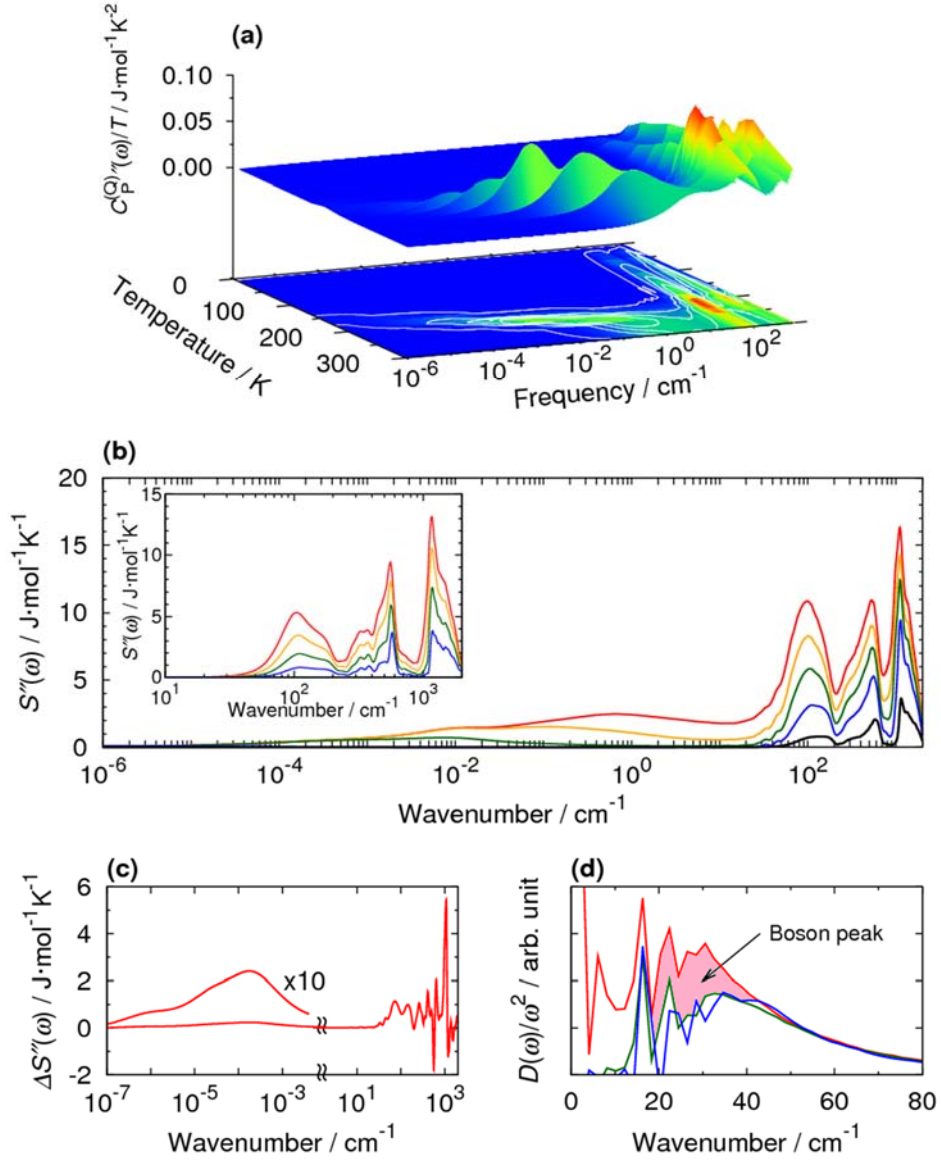 (a)
C_P^(Q)″(ω)/T / J·mol⁻¹K⁻²
0.10
0.05
0.00
0
100
200
300
Temperature / K
10⁻⁶
10⁻⁴
10⁻²
10⁰
10²
Frequency / cm⁻¹
(b)
S″(ω) / J·mol⁻¹K⁻¹
20
15
10
5
0
10⁻⁶
10⁻⁴
10⁻²
10⁰
10²
Wavenumber / cm⁻¹
S″(ω) / J·mol⁻¹K⁻¹
15
10
5
0
10¹
10²
10³
Wavenumber / cm⁻¹
(c)
ΔS″(ω) / J·mol⁻¹K⁻¹
6
4
2
0
-2
x10
10⁻⁷
10⁻⁵
10⁻³
10¹
10³
Wavenumber / cm⁻¹
(d)
D(ω)/ω² / arb. unit
Boson peak
0
20
40
60
80
Wavenumber / cm⁻¹